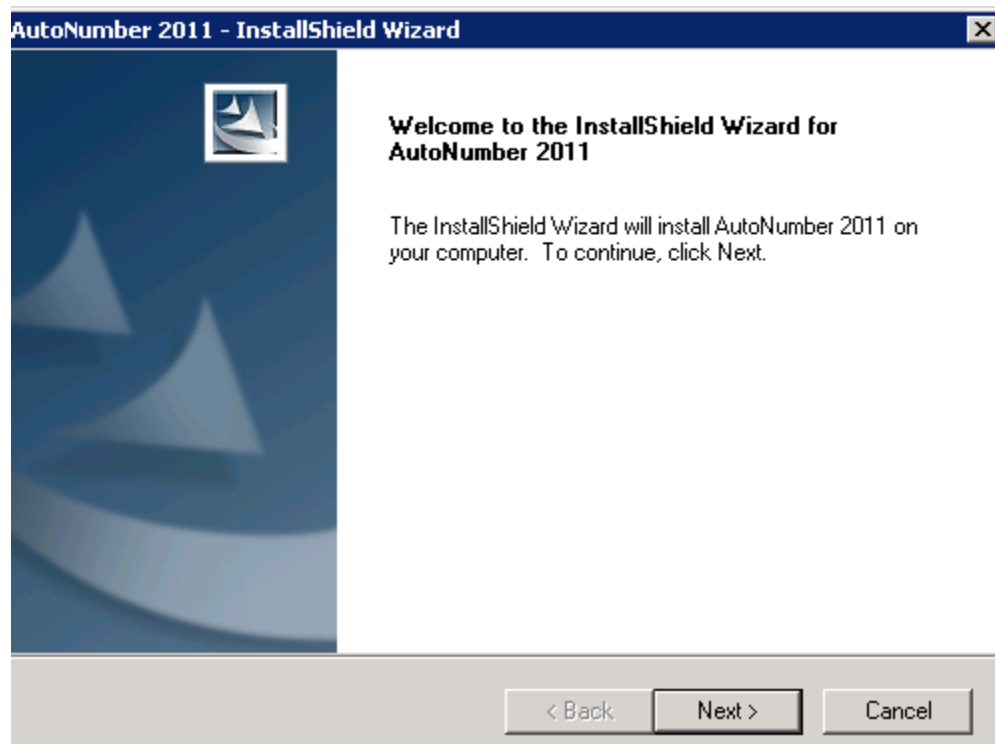 AutoNumber 2011 - InstallShield Wizard
Welcome to the InstallShield Wizard for
AutoNumber 2011
The InstallShield Wizard will install AutoNumber 2011 on
your computer. To continue, click Next.
< Back
Next >
Cancel